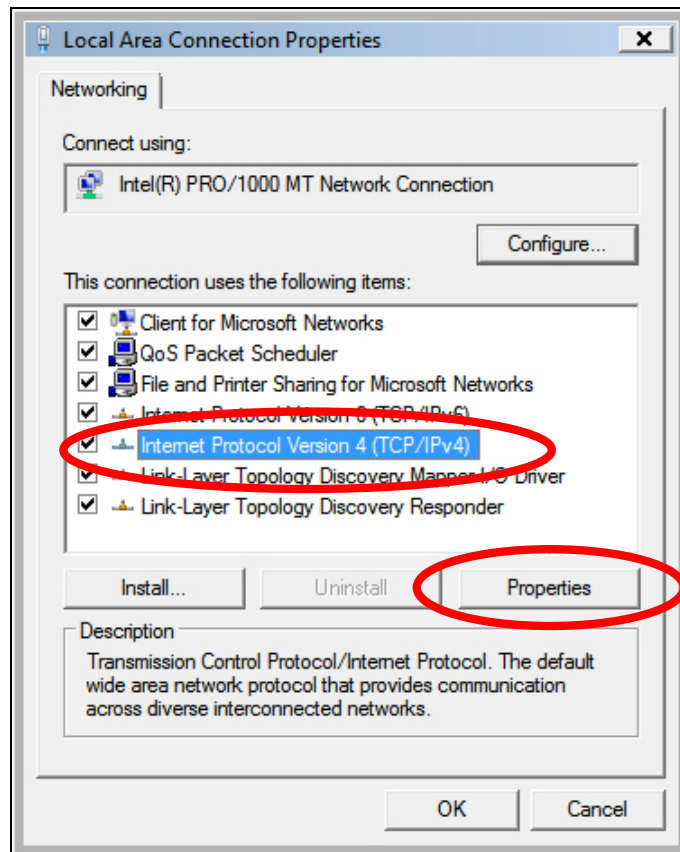 Local Area Connection Properties
Networking
Connect using:
Intel(R) PRO/1000 MT Network Connection
Configure...
This connection uses the following items:
Client for Microsoft Networks
QoS Packet Scheduler
File and Printer Sharing for Microsoft Networks
Internet Protocol Version 6 (TCP/IPv6)
Internet Protocol Version 4 (TCP/IPv4)
Link-Layer Topology Discovery Mapper I/O Driver
Link-Layer Topology Discovery Responder
Install... Uninstall Properties
Description
Transmission Control Protocol/Internet Protocol. The default
wide area network protocol that provides communication
across diverse interconnected networks.
OK Cancel